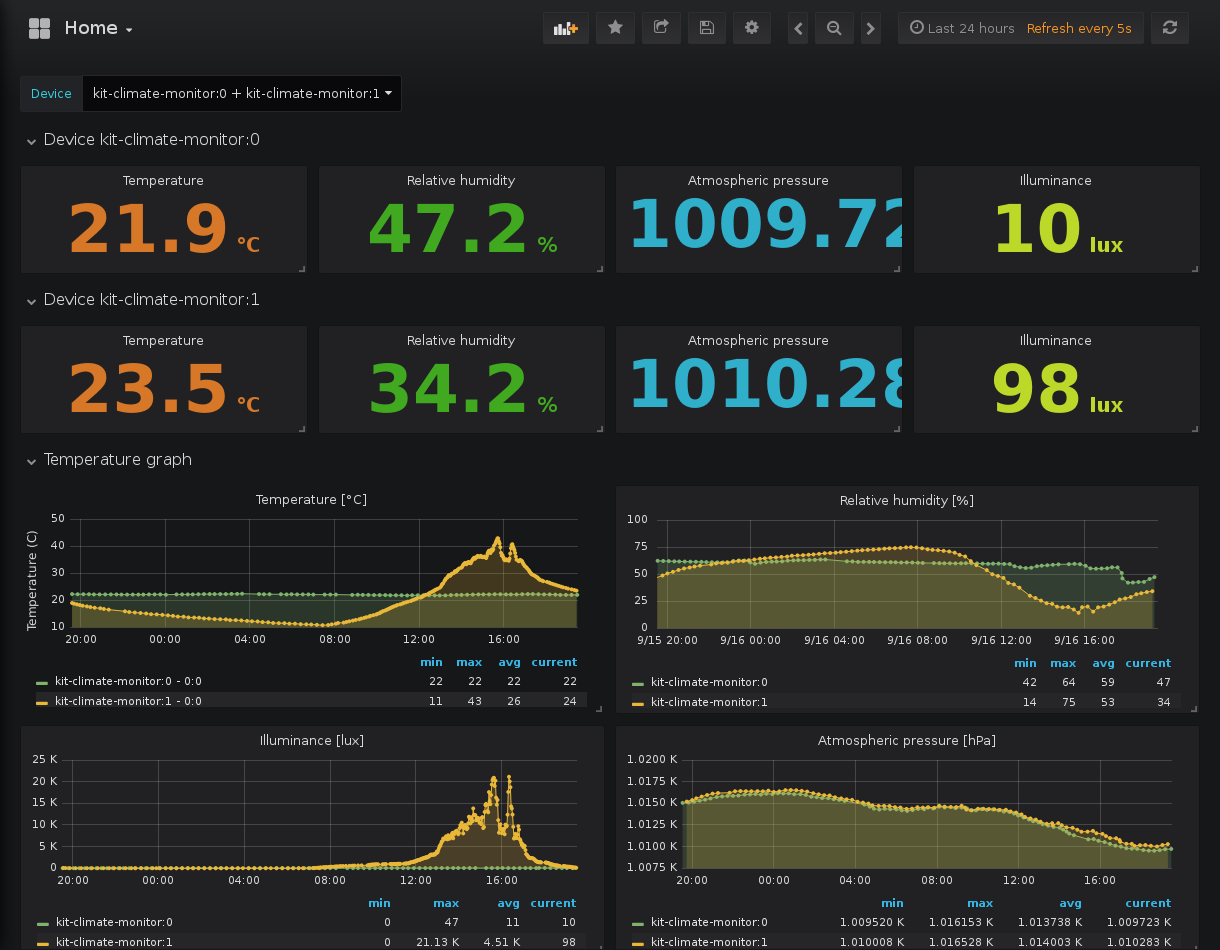 Home
Last 24 hours Refresh every 5s
Device kit-climate-monitor:0 + kit-climate-monitor:1
Device kit-climate-monitor:0
Temperature Relative humidity Atmospheric pressure Illuminance
21.9 °C 47.2 % 1009.72 10 lux
Device kit-climate-monitor:1
Temperature Relative humidity Atmospheric pressure Illuminance
23.5 °C 34.2 % 1010.28 98 lux
Temperature graph
Temperature [°C]
Temperature (C)
50
40
30
20
10
20:00 00:00 04:00 08:00 12:00 16:00
min max avg current
kit-climate-monitor:0 - 0:0 22 22 22 22
kit-climate-monitor:1 - 0:0 11 43 26 24
Relative humidity [%]
100
75
50
25
0
9/15 20:00 9/16 00:00 9/16 04:00 9/16 08:00 9/16 12:00 9/16 16:00
min max avg current
kit-climate-monitor:0 42 64 59 47
kit-climate-monitor:1 14 75 53 34
Illuminance [lux]
25 K
20 K
15 K
10 K
5 K
0
20:00 00:00 04:00 08:00 12:00 16:00
min max avg current
kit-climate-monitor:0 0 47 11 10
kit-climate-monitor:1 0 21.13 K 4.51 K 98
Atmospheric pressure [hPa]
1.0200 K
1.0175 K
1.0150 K
1.0125 K
1.0100 K
1.0075 K
20:00 00:00 04:00 08:00 12:00 16:00
min max avg current
kit-climate-monitor:0 1.009520 K 1.016153 K 1.013738 K 1.009723 K
kit-climate-monitor:1 1.010008 K 1.016528 K 1.014003 K 1.010283 K